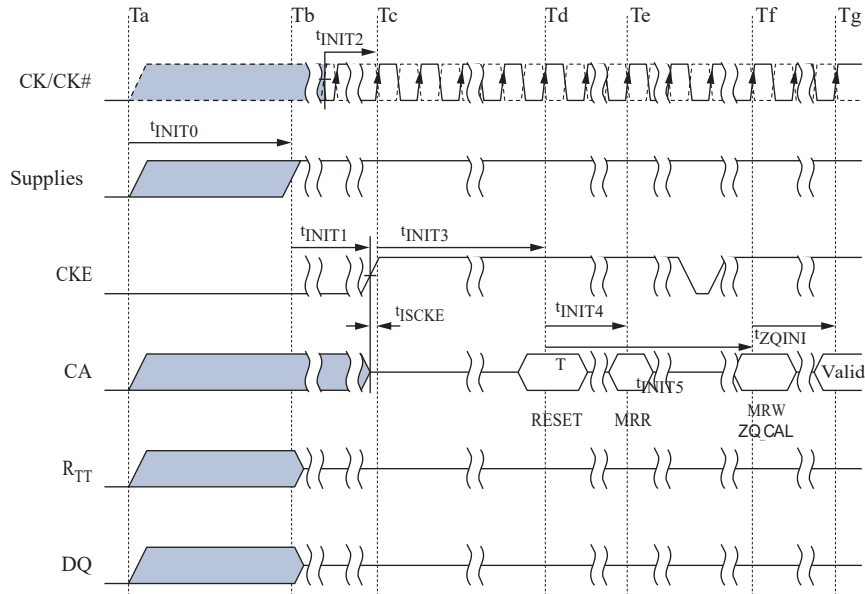 Ta Tb Tc Td Te Tf Tg
tINIT2
CK/CK#
tINIT0
Supplies
tINIT1 tINIT3
CKE
tISCKE tINIT4
tZQINI
CA T Valid
tINIT5
RESET MRR MRW
ZQ_CAL
RTT
DQ